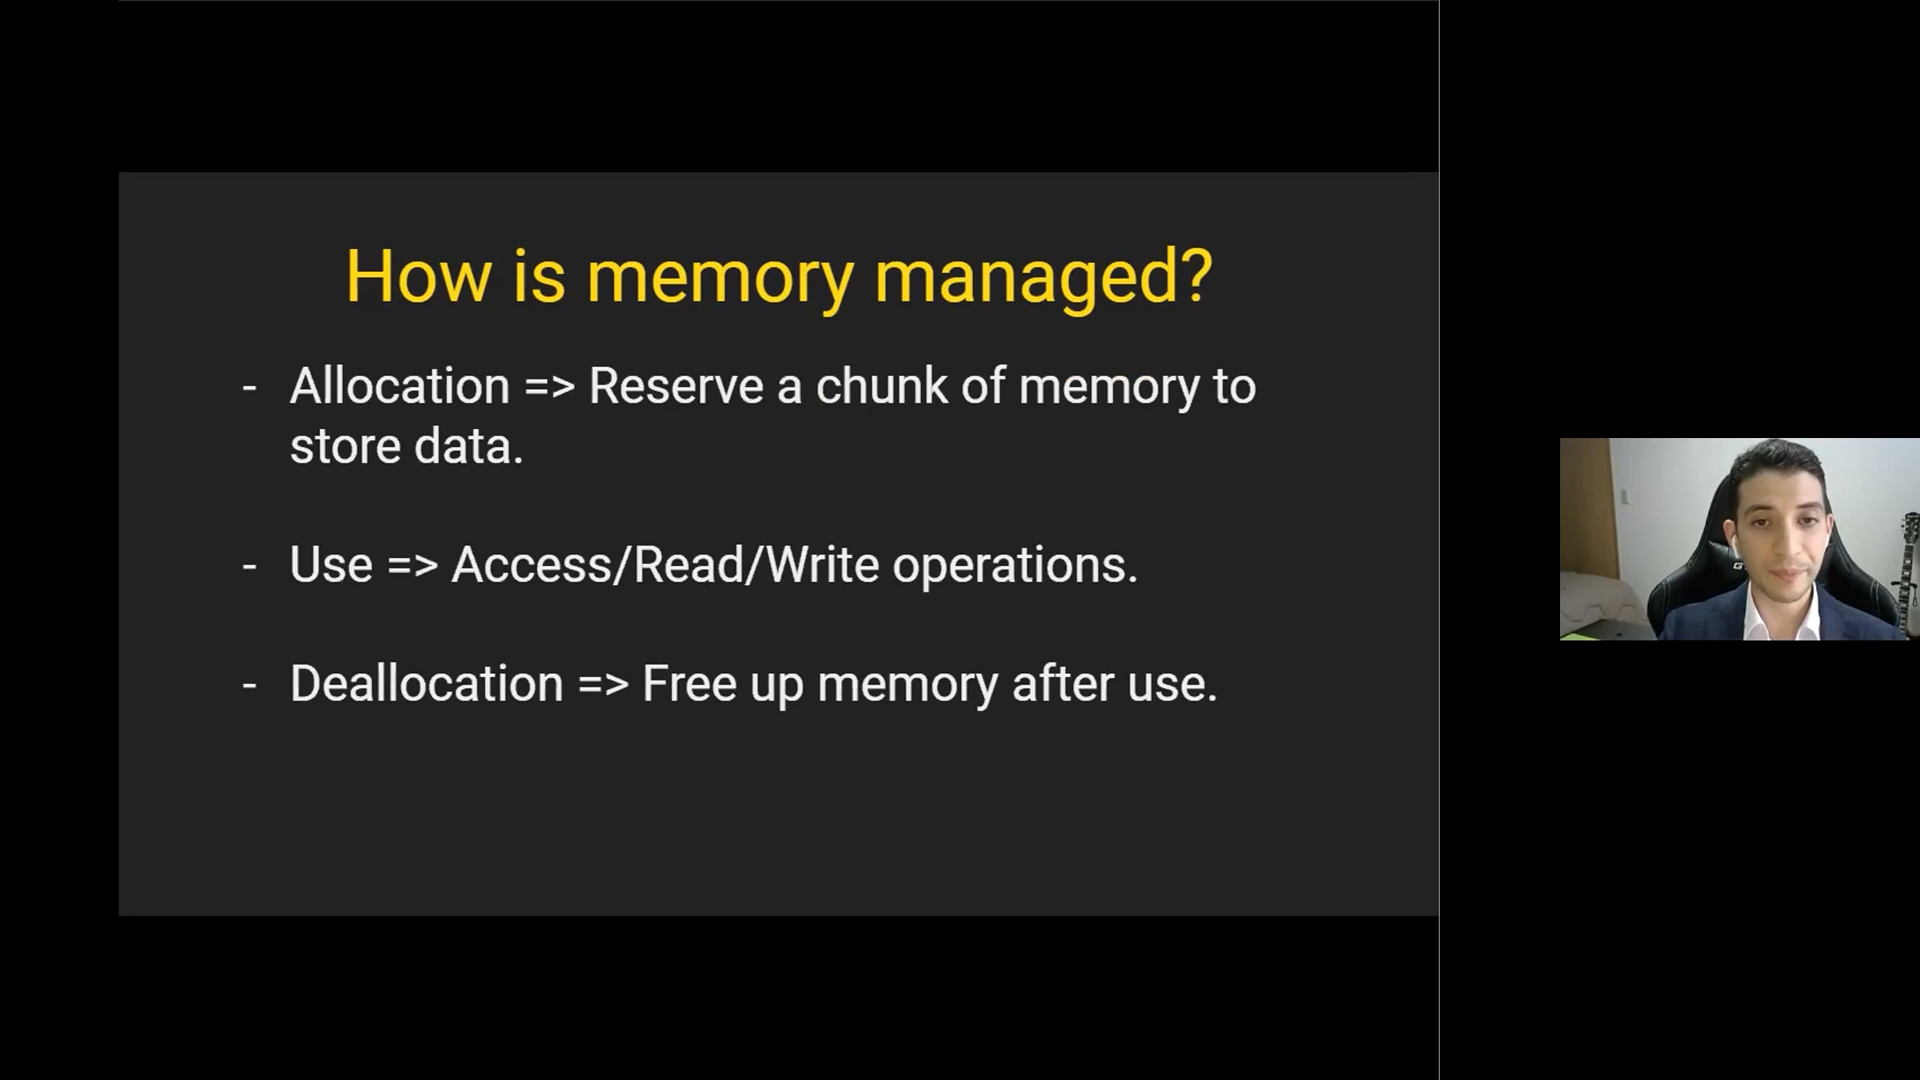 How is memory managed?
- Allocation => Reserve a chunk of memory to
store data.
- Use => Access/Read/Write operations.
- Deallocation => Free up memory after use.